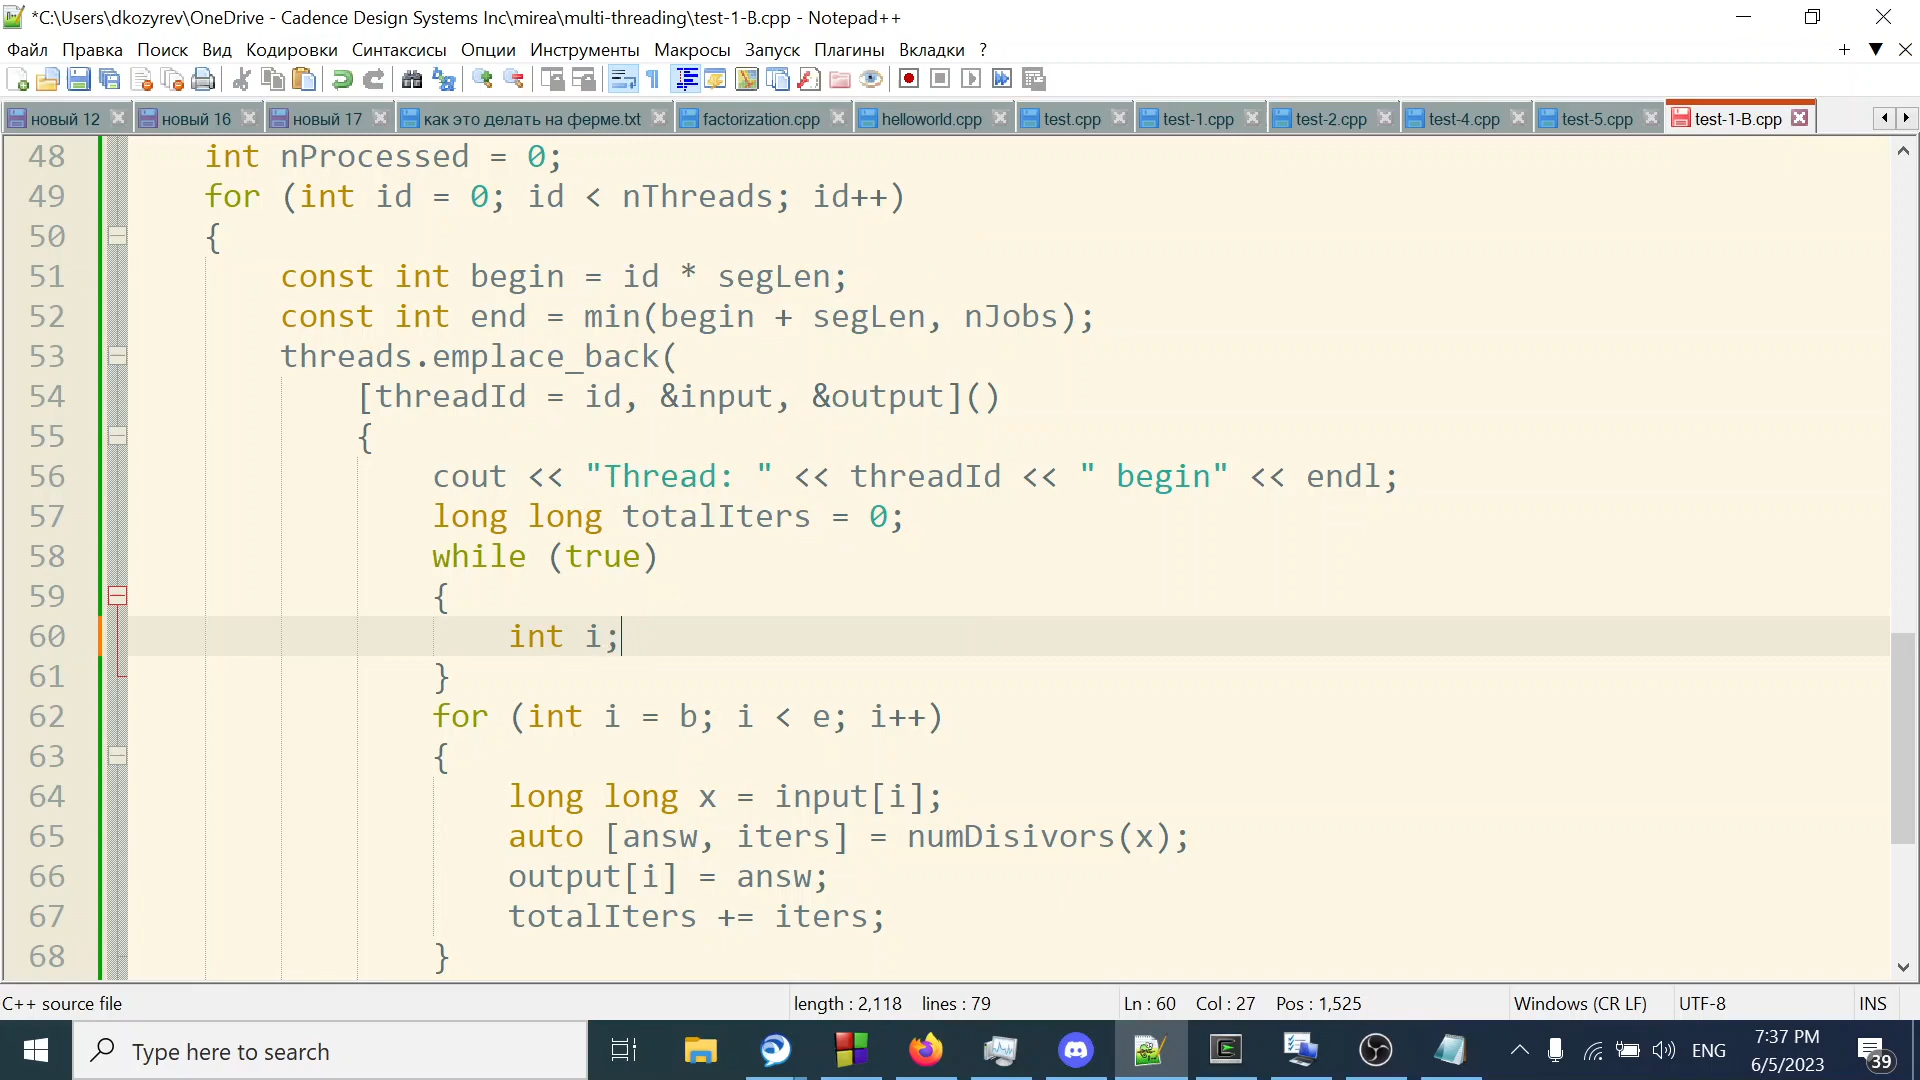 *C:\Users\dkozyrev\OneDrive - Cadence Design Systems Inc\mirea\multi-threading\test-1-B.cpp - Notepad++
Файл Правка Поиск Вид Кодировки Синтаксисы Опции Инструменты Макросы Запуск Плагины Вкладки ?
новый 12 новый 16 новый 17 как это делать на ферме.txt factorization.cpp helloworld.cpp test.cpp test-1.cpp test-2.cpp test-4.cpp test-5.cpp test-1-B.cpp
48 int nProcessed = 0;
49 for (int id = 0; id < nThreads; id++)
50 {
51 const int begin = id * segLen;
52 const int end = min(begin + segLen, nJobs);
53 threads.emplace_back(
54 [threadId = id, &input, &output]()
55 {
56 cout << "Thread: " << threadId << " begin" << endl;
57 long long totalIters = 0;
58 while (true)
59 {
60 int i;
61 }
62 for (int i = b; i < e; i++)
63 {
64 long long x = input[i];
65 auto [answ, iters] = numDisivors(x);
66 output[i] = answ;
67 totalIters += iters;
68 }
C++ source file length : 2,118 lines : 79 Ln : 60 Col : 27 Pos : 1,525 Windows (CR LF) UTF-8 INS
Type here to search ENG 7:37 PM
6/5/2023 39